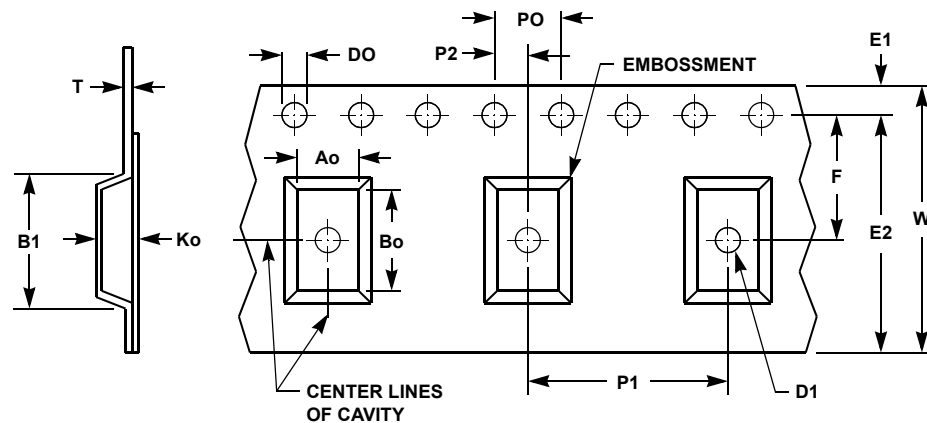 PO
DO
P2
E1
T
EMBOSSMENT
Ao
F
W
B1
Ko
Bo
E2
P1
D1
CENTER LINES
OF CAVITY